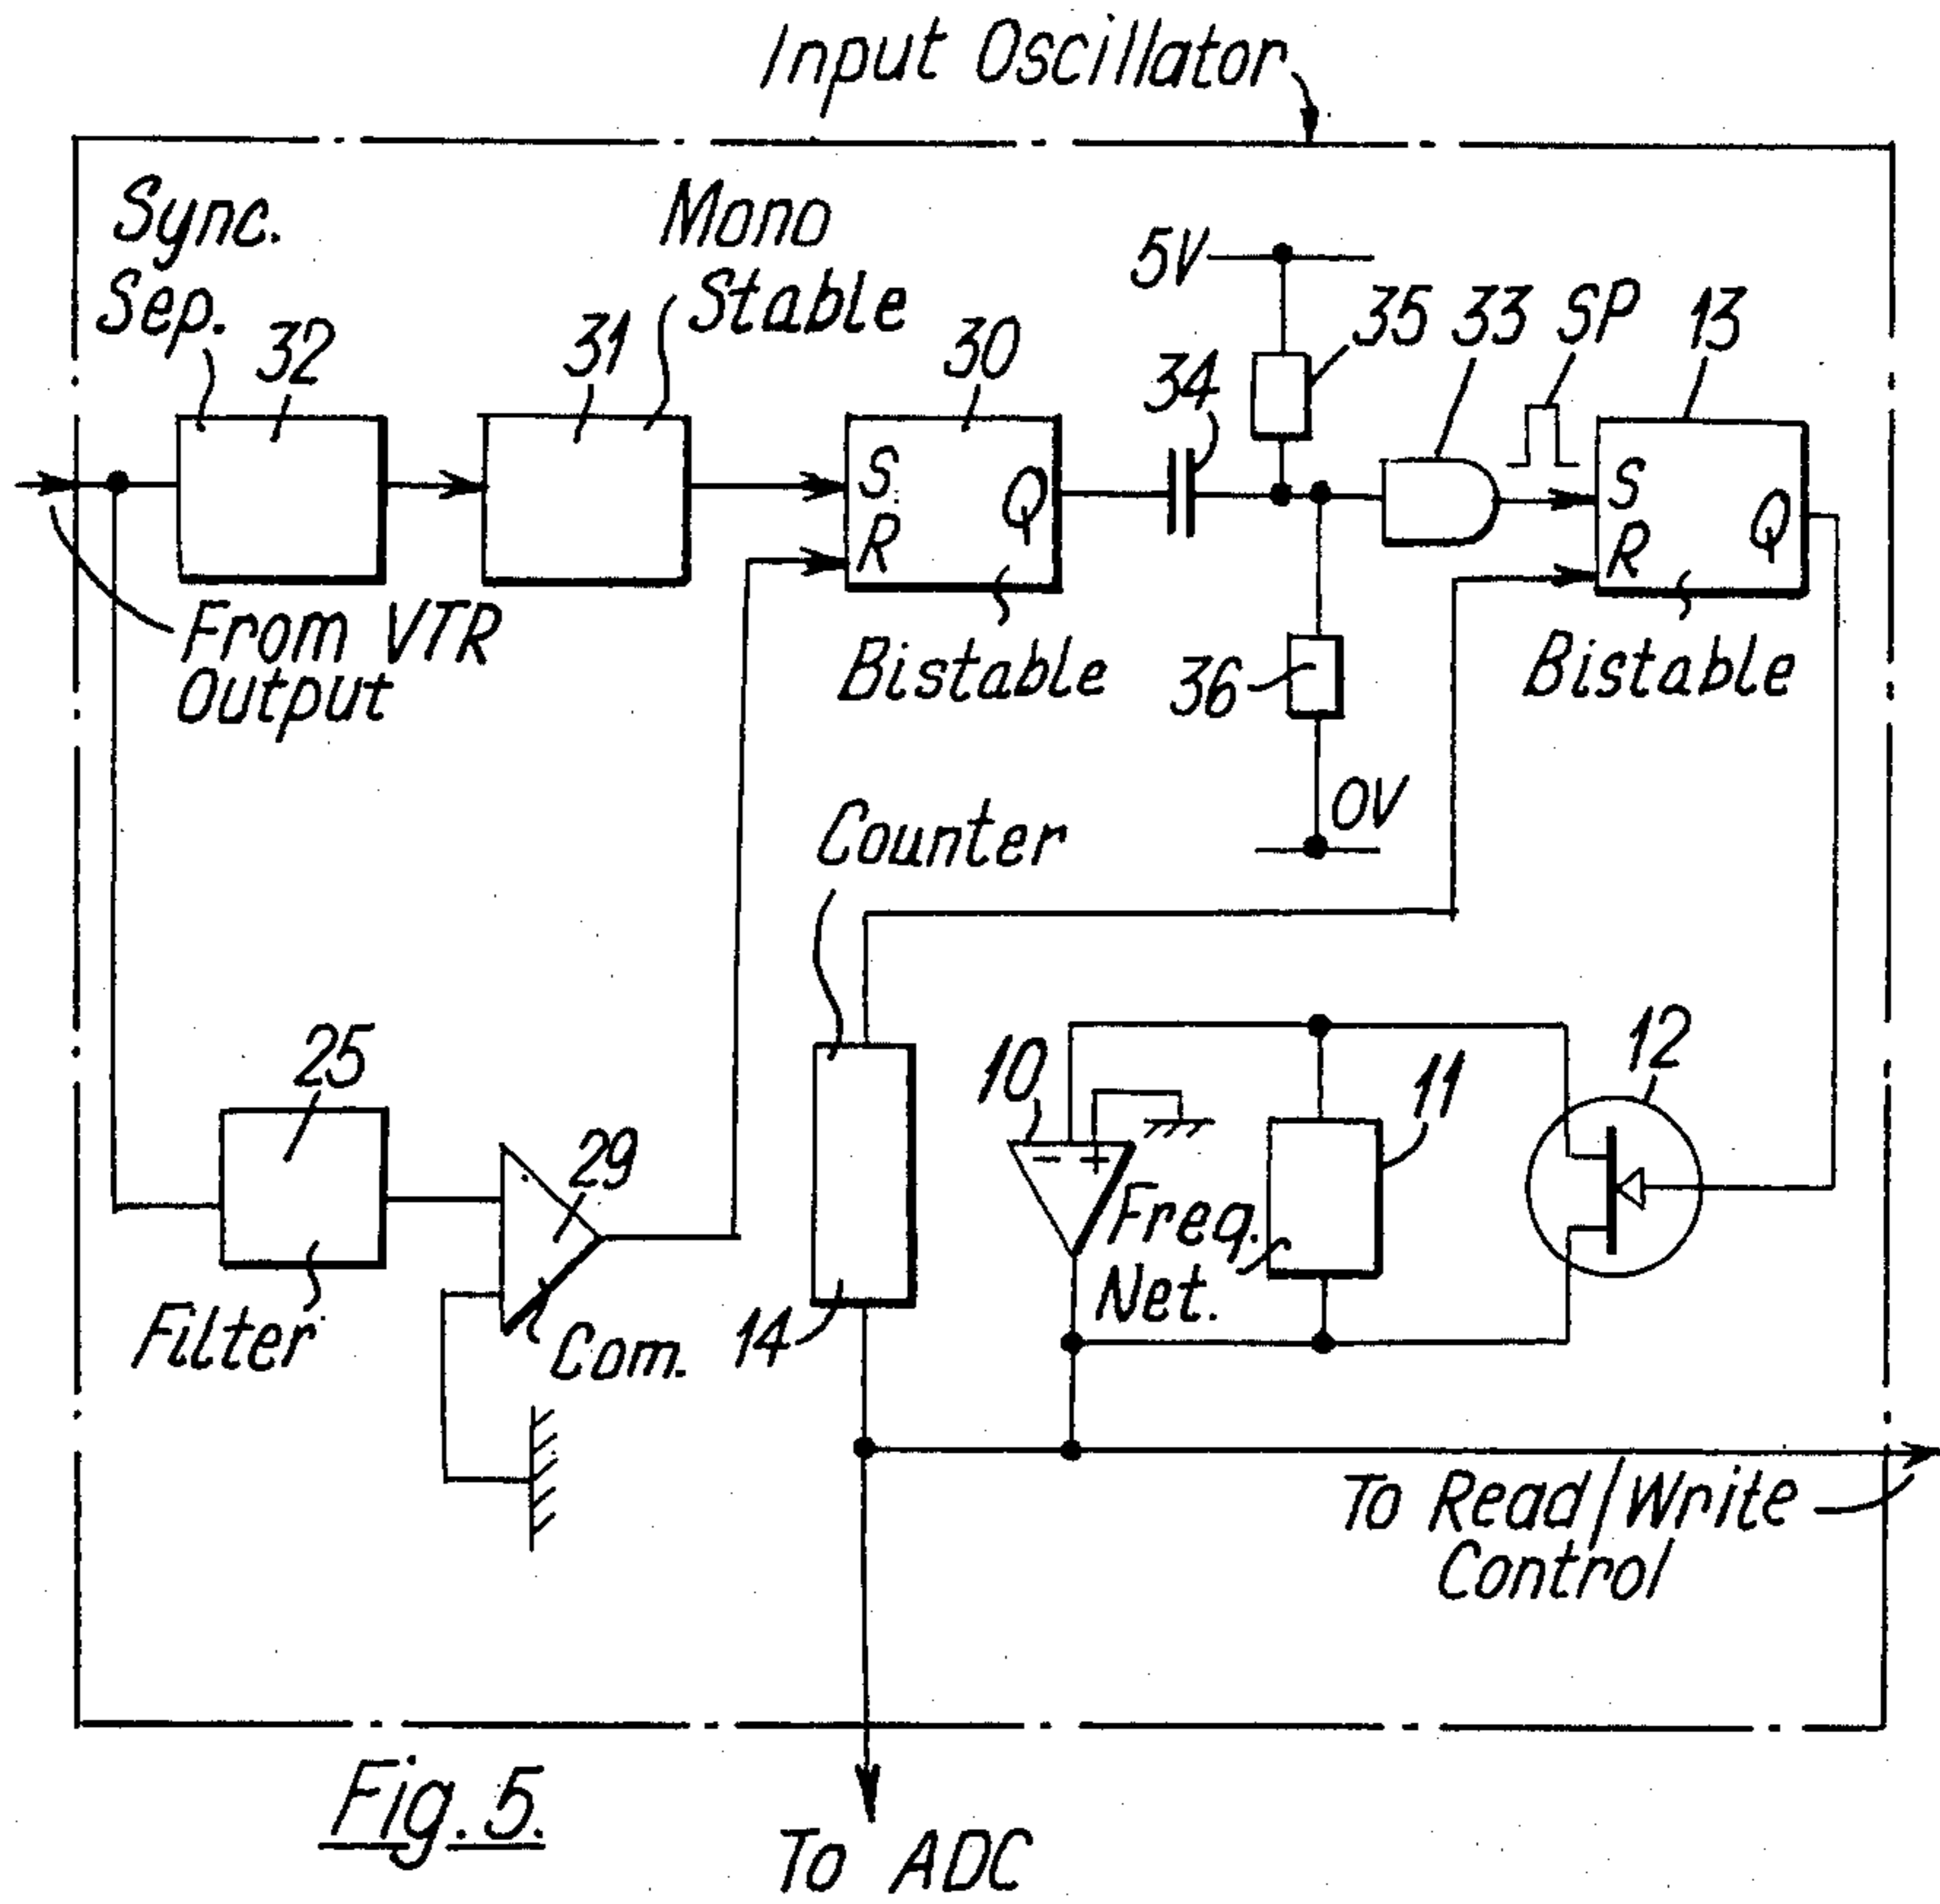 Input Oscillator
Sync.
Sep.
32
31
Mono
Stable
30
34
5V
35
33
SP
13
S
R
Q
S
R
Q
From VTR
Output
Bistable
36
Bistable
0V
Counter
25
29
10
11
12
- +
Freq.
Net.
Filter
Com.
14
To Read/Write
Control
Fig. 5.
To ADC